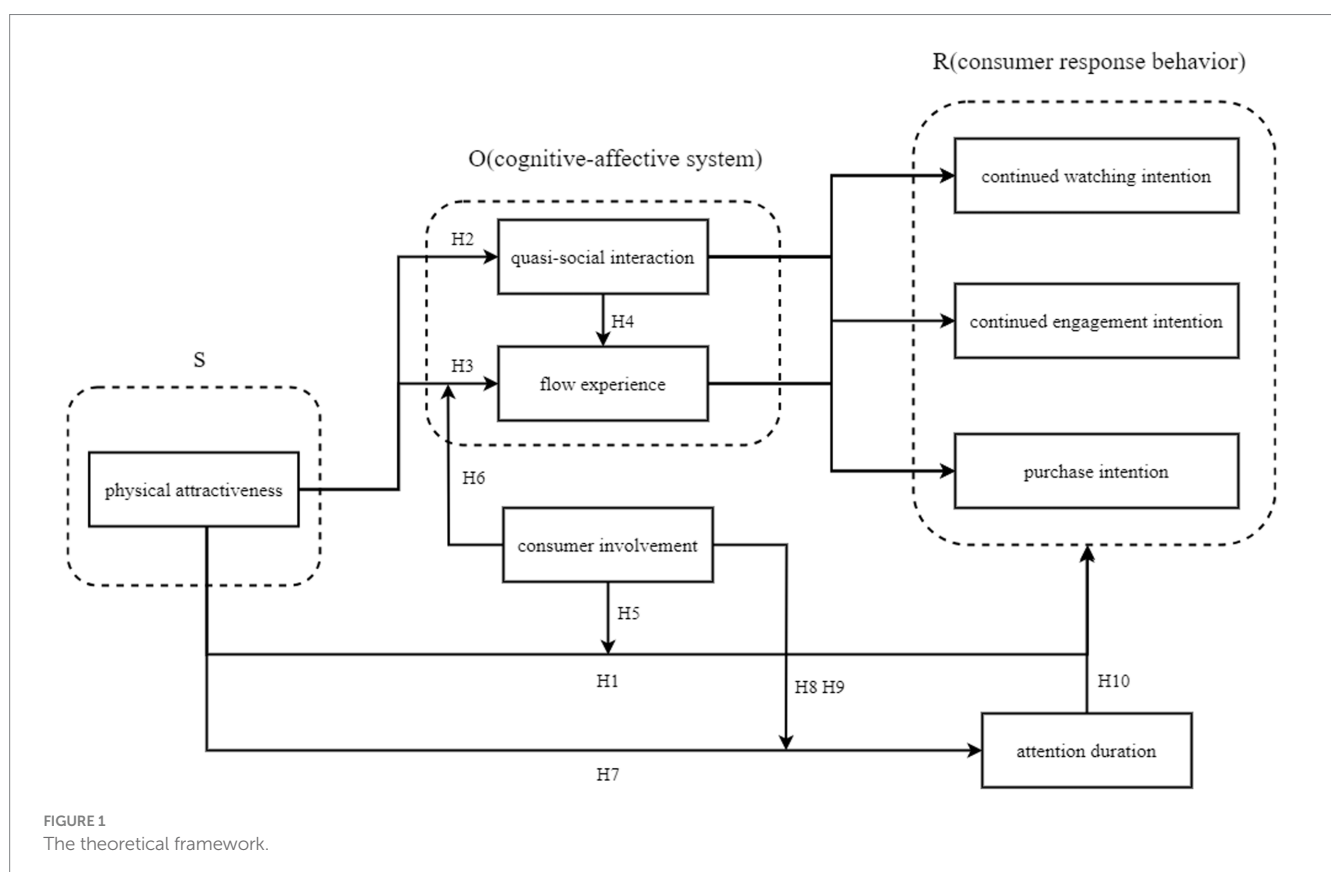 R(consumer response behavior)
O(cognitive-affective system)
continued watching intention
H2
quasi-social interaction
H4
continued engagement intention
S
H3
flow experience
physical attractiveness
H6
purchase intention
consumer involvement
H5
H1
H8 H9
H10
attention duration
H7
FIGURE 1
The theoretical framework.